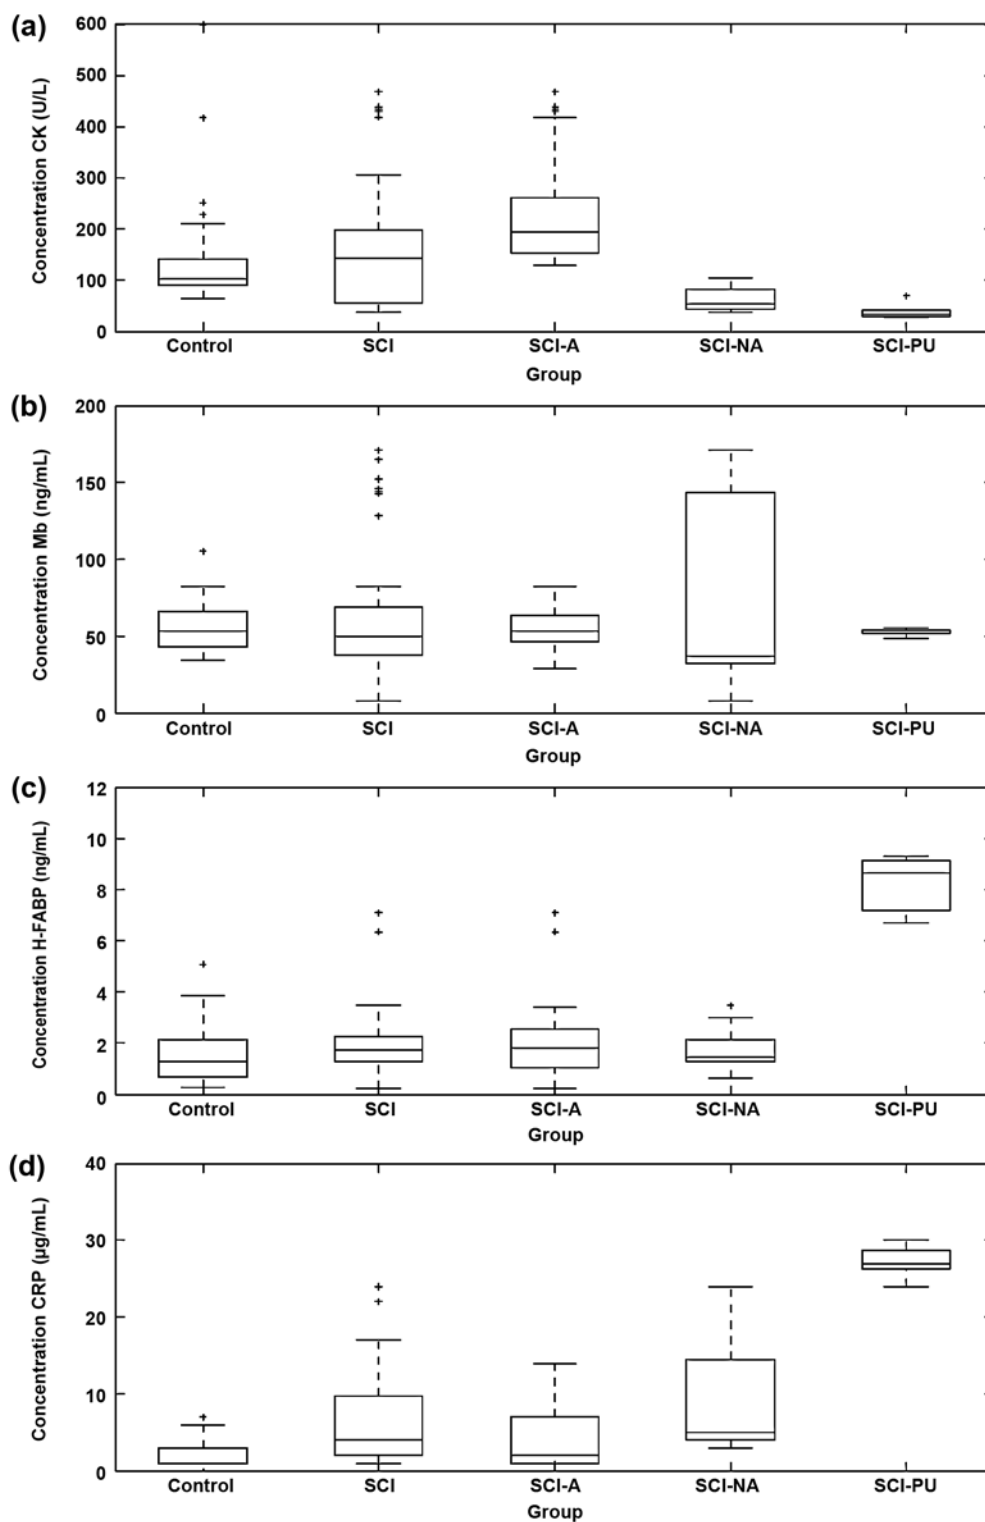 (a)
Concentration CK (U/L)
600
500
400
300
200
100
0
Control SCI SCI-A SCI-NA SCI-PU
Group
(b)
Concentration Mb (ng/mL)
200
150
100
50
0
Control SCI SCI-A SCI-NA SCI-PU
Group
(c)
Concentration H-FABP (ng/mL)
12
10
8
6
4
2
0
Control SCI SCI-A SCI-NA SCI-PU
Group
(d)
Concentration CRP (µg/mL)
40
30
20
10
0
Control SCI SCI-A SCI-NA SCI-PU
Group